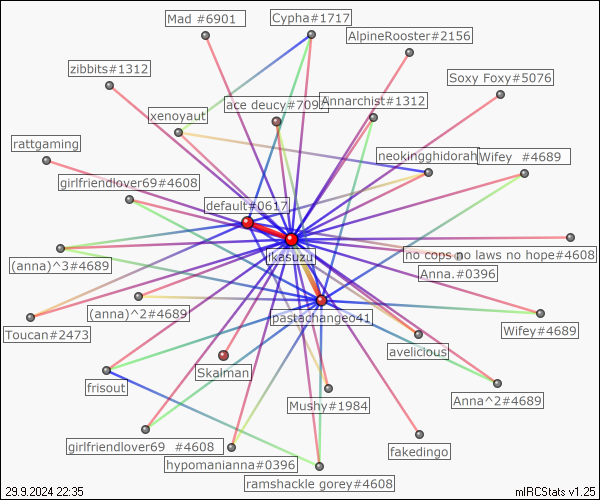 Mad #6901
Cypha#1717
AlpineRooster#2156
zibbits#1312
Soxy Foxy#5076
ace deucy#709
Annarchist#1312
xenoyaut
rattgaming
neokingghidorah
Wifey  #4689
girlfriendlover69#4608
default#0617
ikasuzu
no cops no laws no hope#4608
(anna)^3#4689
Anna.#0396
(anna)^2#4689
pastachangeo41
Toucan#2473
Wifey#4689
avelicious
Skalman
frisout
Anna^2#4689
Mushy#1984
girlfriendlover69  #4608
fakedingo
hypomanianna#0396
ramshackle gorey#4608
29.9.2024 22:35
mIRCStats v1.25